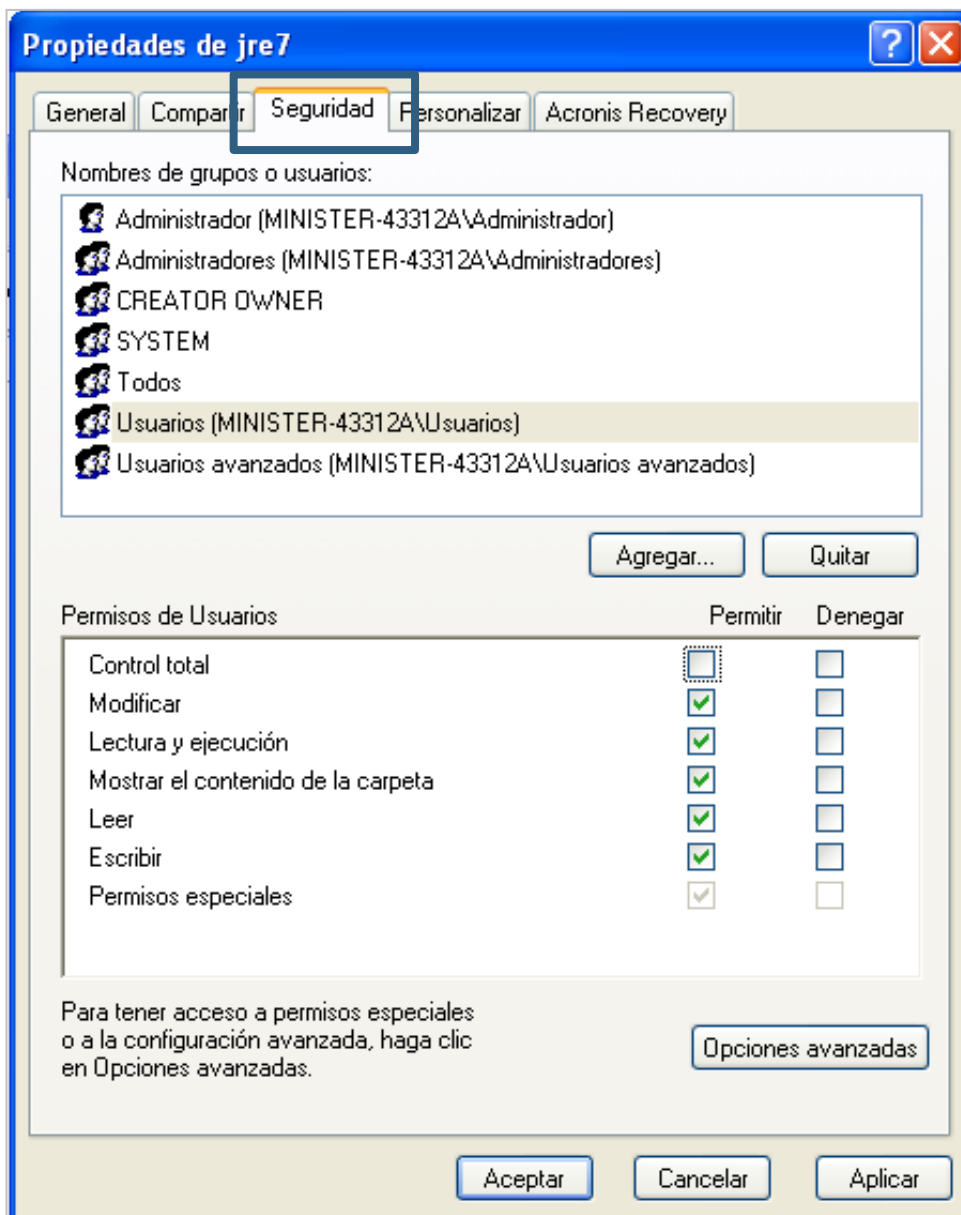 Propiedades de jre7
General Compartir Seguridad Personalizar Acronis Recovery
Nombres de grupos o usuarios:
Administrador (MINISTER-43312A\Administrador)
Administradores (MINISTER-43312A\Administradores)
CREATOR OWNER
SYSTEM
Todos
Usuarios (MINISTER-43312A\Usuarios)
Usuarios avanzados (MINISTER-43312A\Usuarios avanzados)
Agregar... Quitar
Permisos de Usuarios Permitir Denegar
Control total
Modificar
Lectura y ejecución
Mostrar el contenido de la carpeta
Leer
Escribir
Permisos especiales
Para tener acceso a permisos especiales
o a la configuración avanzada, haga clic
en Opciones avanzadas.
Opciones avanzadas
Aceptar Cancelar Aplicar